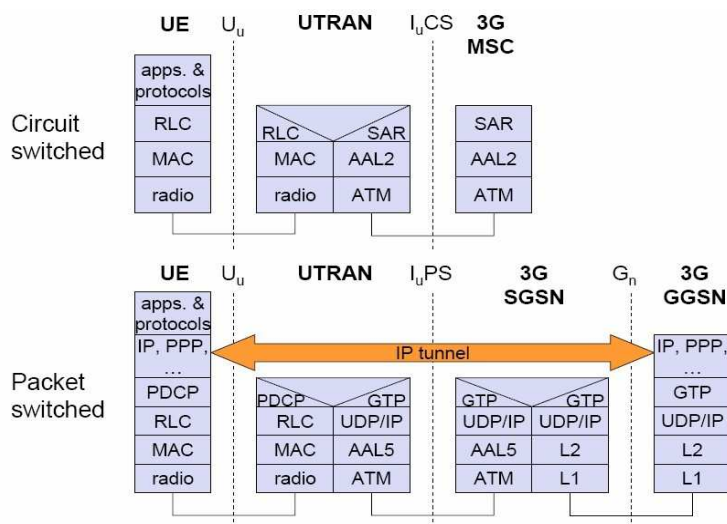 UE Uu UTRAN IuCS 3G
MSC
Circuit
switched
apps. &
protocols
RLC RLC SAR SAR
MAC MAC AAL2 AAL2
radio radio ATM ATM
UE Uu UTRAN IuPS 3G Gn 3G
SGSN GGSN
Packet
switched
apps. &
protocols
IP, PPP, IP tunnel IP, PPP,
... ...
PDCP PDCP GTP GTP GTP GTP
RLC RLC UDP/IP UDP/IP UDP/IP UDP/IP
MAC MAC AAL5 AAL5 L2 L2
radio radio ATM ATM L1 L1